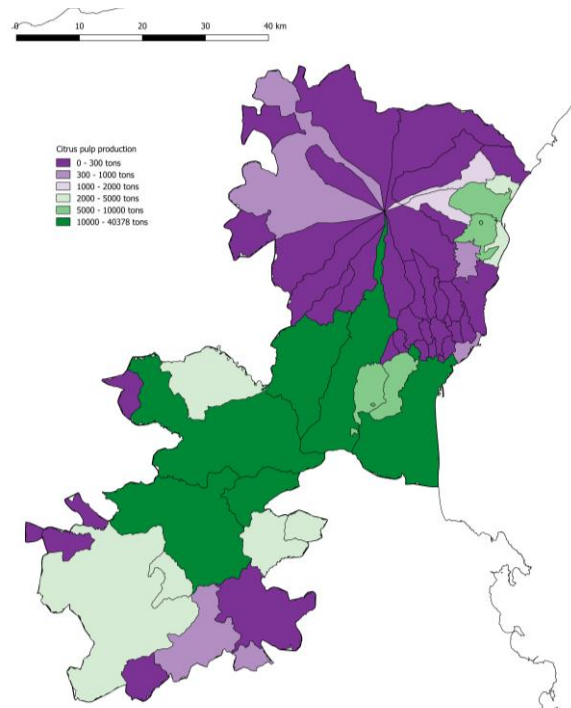 0 10 20 30 40 km
Citrus pulp production
0 - 300 tons
300 - 1000 tons
1000 - 2000 tons
2000 - 5000 tons
5000 - 10000 tons
10000 - 40378 tons